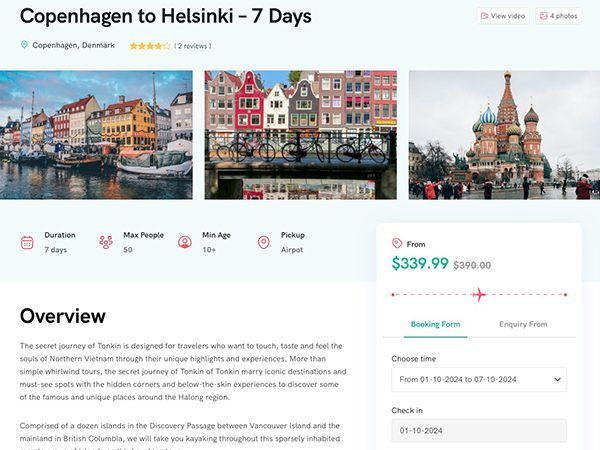 Copenhagen to Helsinki – 7 Days
View video
4 photos
Copenhagen, Denmark
( 2 reviews )
Duration
7 days
Max People
50
Min Age
10+
Pickup
Airpot
From
$339.99 $390.00
Booking Form
Enquiry From
Choose time
From 01-10-2024 to 07-10-2024
Check in
01-10-2024
Overview
The secret journey of Tonkin is designed for travelers who want to touch, taste and feel the
souls of Northern Vietnam through their unique highlights and experiences. More than
simple whirlwind tours, the secret journey of Tonkin of Tonkin marry iconic destinations and
must-see spots with the hidden corners and below-the-skin experiences to discover some
of the famous and unique places around the Halong region.
Comprised of a dozen islands in the Discovery Passage between Vancouver Island and the
mainland in British Columbia, we will take you kayaking throughout this sparsely inhabited